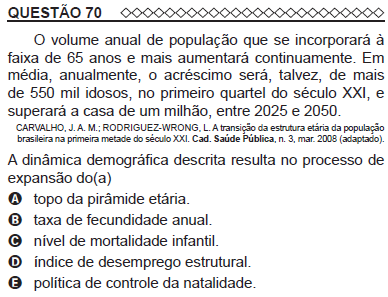 QUESTÃO 70
O volume anual de população que se incorporará à
faixa de 65 anos e mais aumentará continuamente. Em
média, anualmente, o acréscimo será, talvez, de mais
de 550 mil idosos, no primeiro quartel do século XXI, e
superará a casa de um milhão, entre 2025 e 2050.
CARVALHO, J. A. M.; RODRIGUEZ-WRONG, L. A transição da estrutura etária da população
brasileira na primeira metade do século XXI. Cad. Saúde Pública, n. 3, mar. 2008 (adaptado).
A dinâmica demográfica descrita resulta no processo de
expansão do(a)
A topo da pirâmide etária.
B taxa de fecundidade anual.
C nível de mortalidade infantil.
D índice de desemprego estrutural.
E política de controle da natalidade.